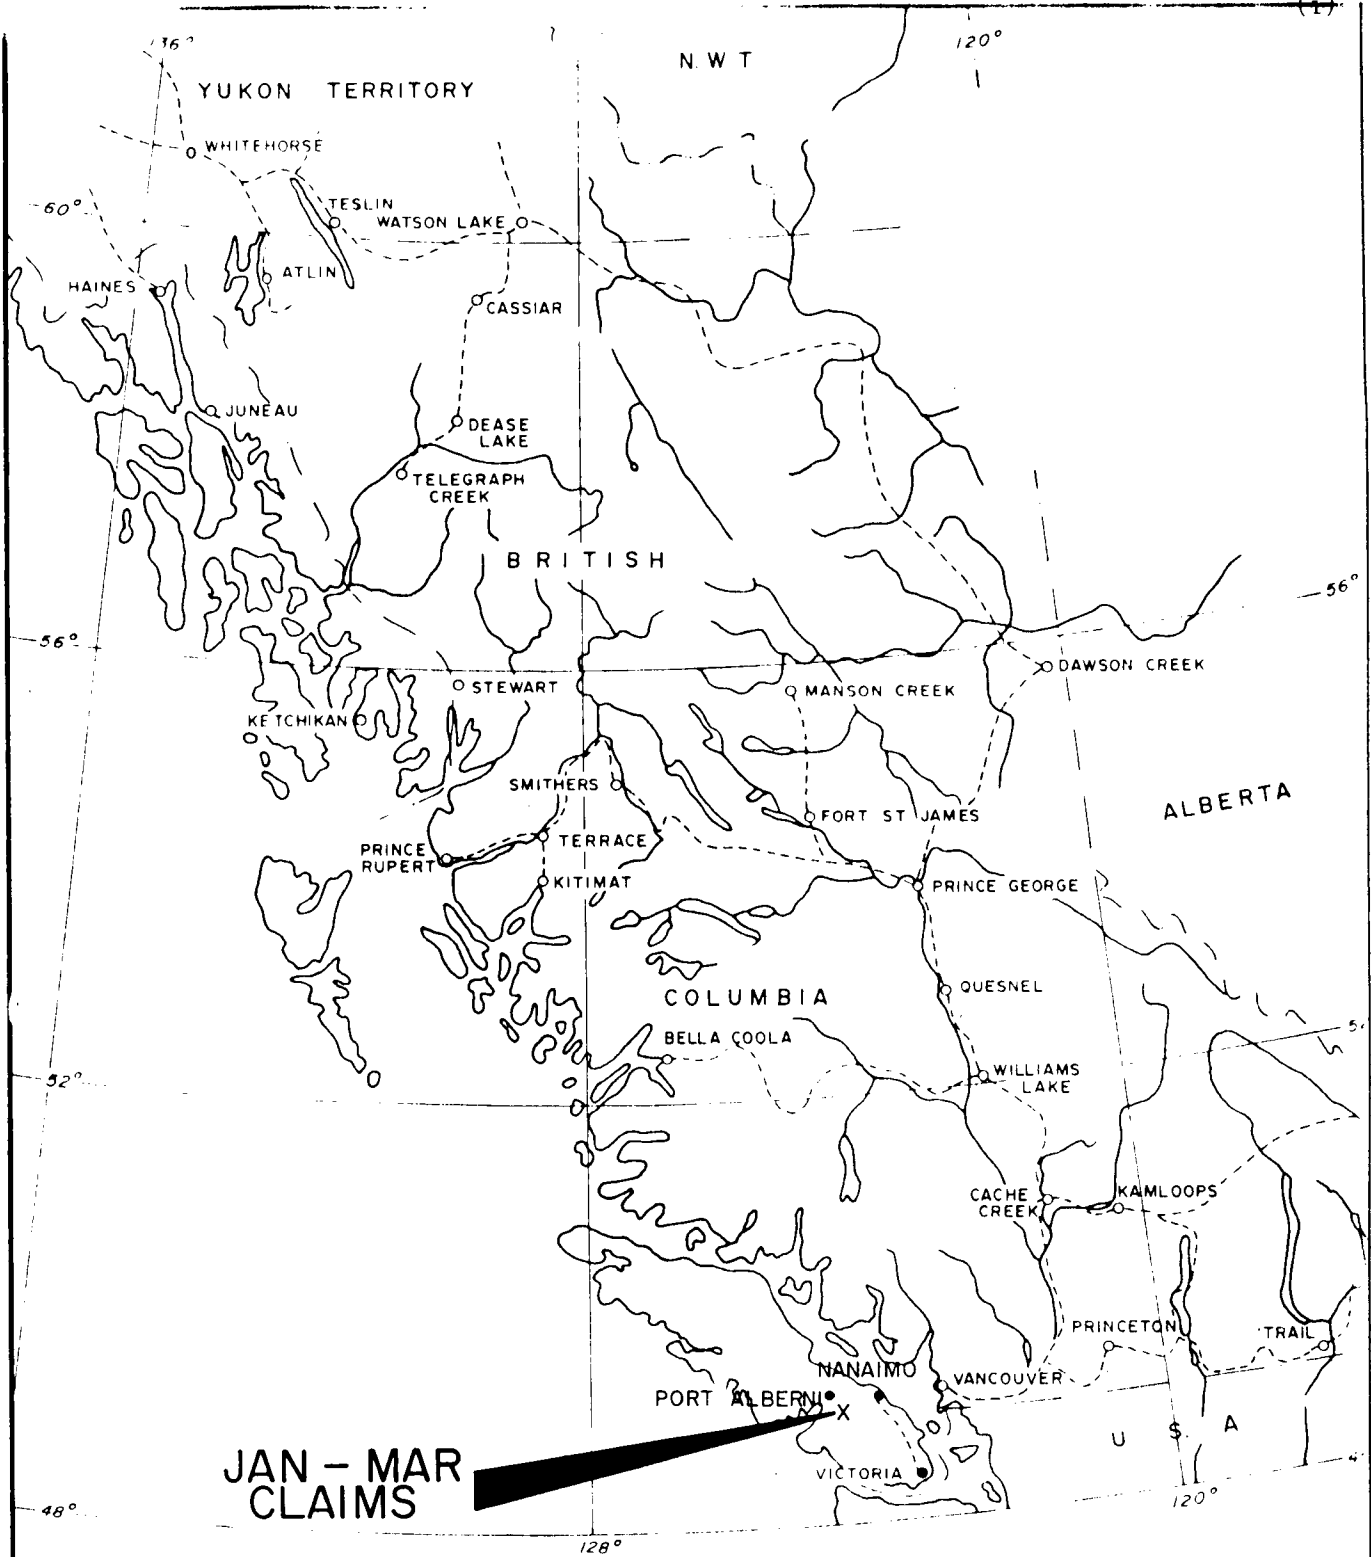 (1)
136°
120°
N.W T
YUKON TERRITORY
WHITEHORSE
60°
TESLIN
WATSON LAKE
ATLIN
HAINES
CASSIAR
JUNEAU
DEASE
LAKE
TELEGRAPH
CREEK
BRITISH
56°
56°
DAWSON CREEK
STEWART
MANSON CREEK
KETCHIKAN
SMITHERS
ALBERTA
FORT ST JAMES
TERRACE
PRINCE
RUPERT
KITIMAT
PRINCE GEORGE
QUESNEL
COLUMBIA
BELLA COOLA
52°
WILLIAMS
LAKE
CACHE
CREEK
KAMLOOPS
PRINCETON
TRAIL
NANAIMO
VANCOUVER
PORT ALBERNI
X
U. S. A
JAN – MAR
CLAIMS
VICTORIA
48°
120°
128°